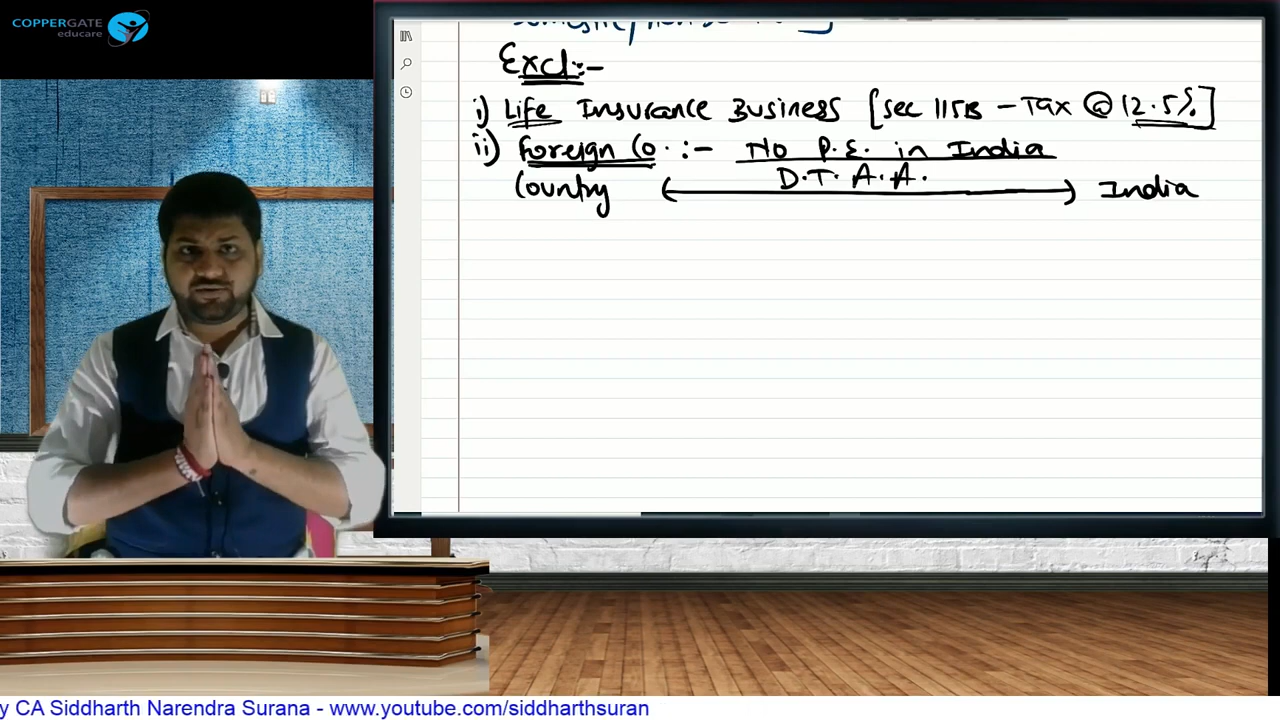 COPPERGATE
educare
Excl:-
i) Life Insurance Business [Sec 115B - Tax @ 12.5%]
ii) Foreign Co. :- No P.E. in India
D.T.A.A.
Country India
y CA Siddharth Narendra Surana - www.youtube.com/siddharthsuran